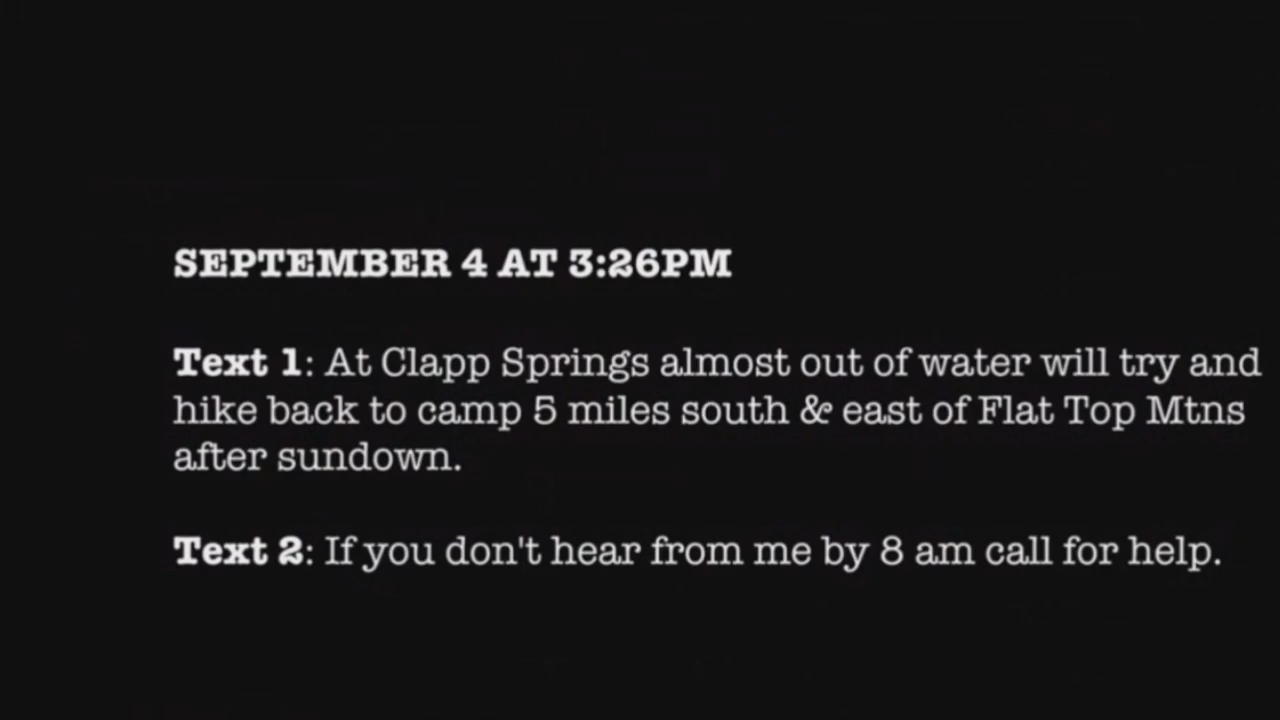 SEPTEMBER 4 AT 3:26PM
Text 1: At Clapp Springs almost out of water will try and
hike back to camp 5 miles south & east of Flat Top Mtns
after sundown.
Text 2: If you don't hear from me by 8 am call for help.